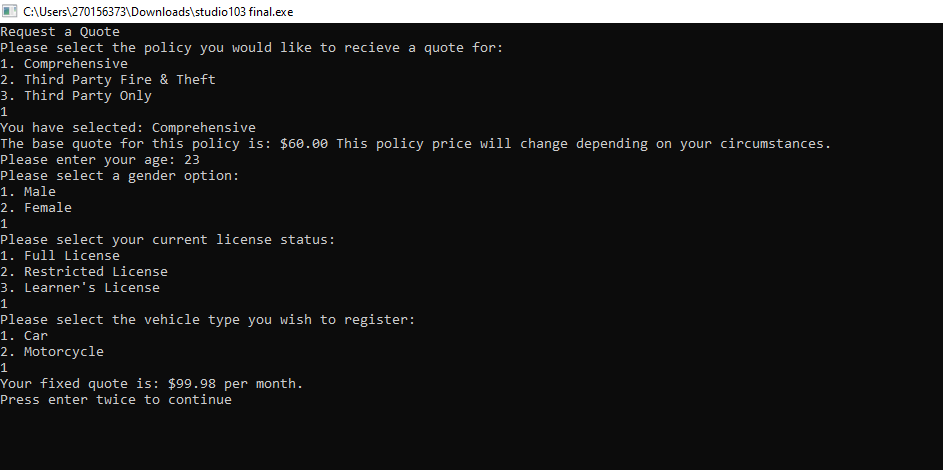 C:\Users\270156373\Downloads\studio103 final.exe
Request a Quote
Please select the policy you would like to recieve a quote for:
1. Comprehensive
2. Third Party Fire & Theft
3. Third Party Only
1
You have selected: Comprehensive
The base quote for this policy is: $60.00 This policy price will change depending on your circumstances.
Please enter your age: 23
Please select a gender option:
1. Male
2. Female
1
Please select your current license status:
1. Full License
2. Restricted License
3. Learner's License
1
Please select the vehicle type you wish to register:
1. Car
2. Motorcycle
1
Your fixed quote is: $99.98 per month.
Press enter twice to continue